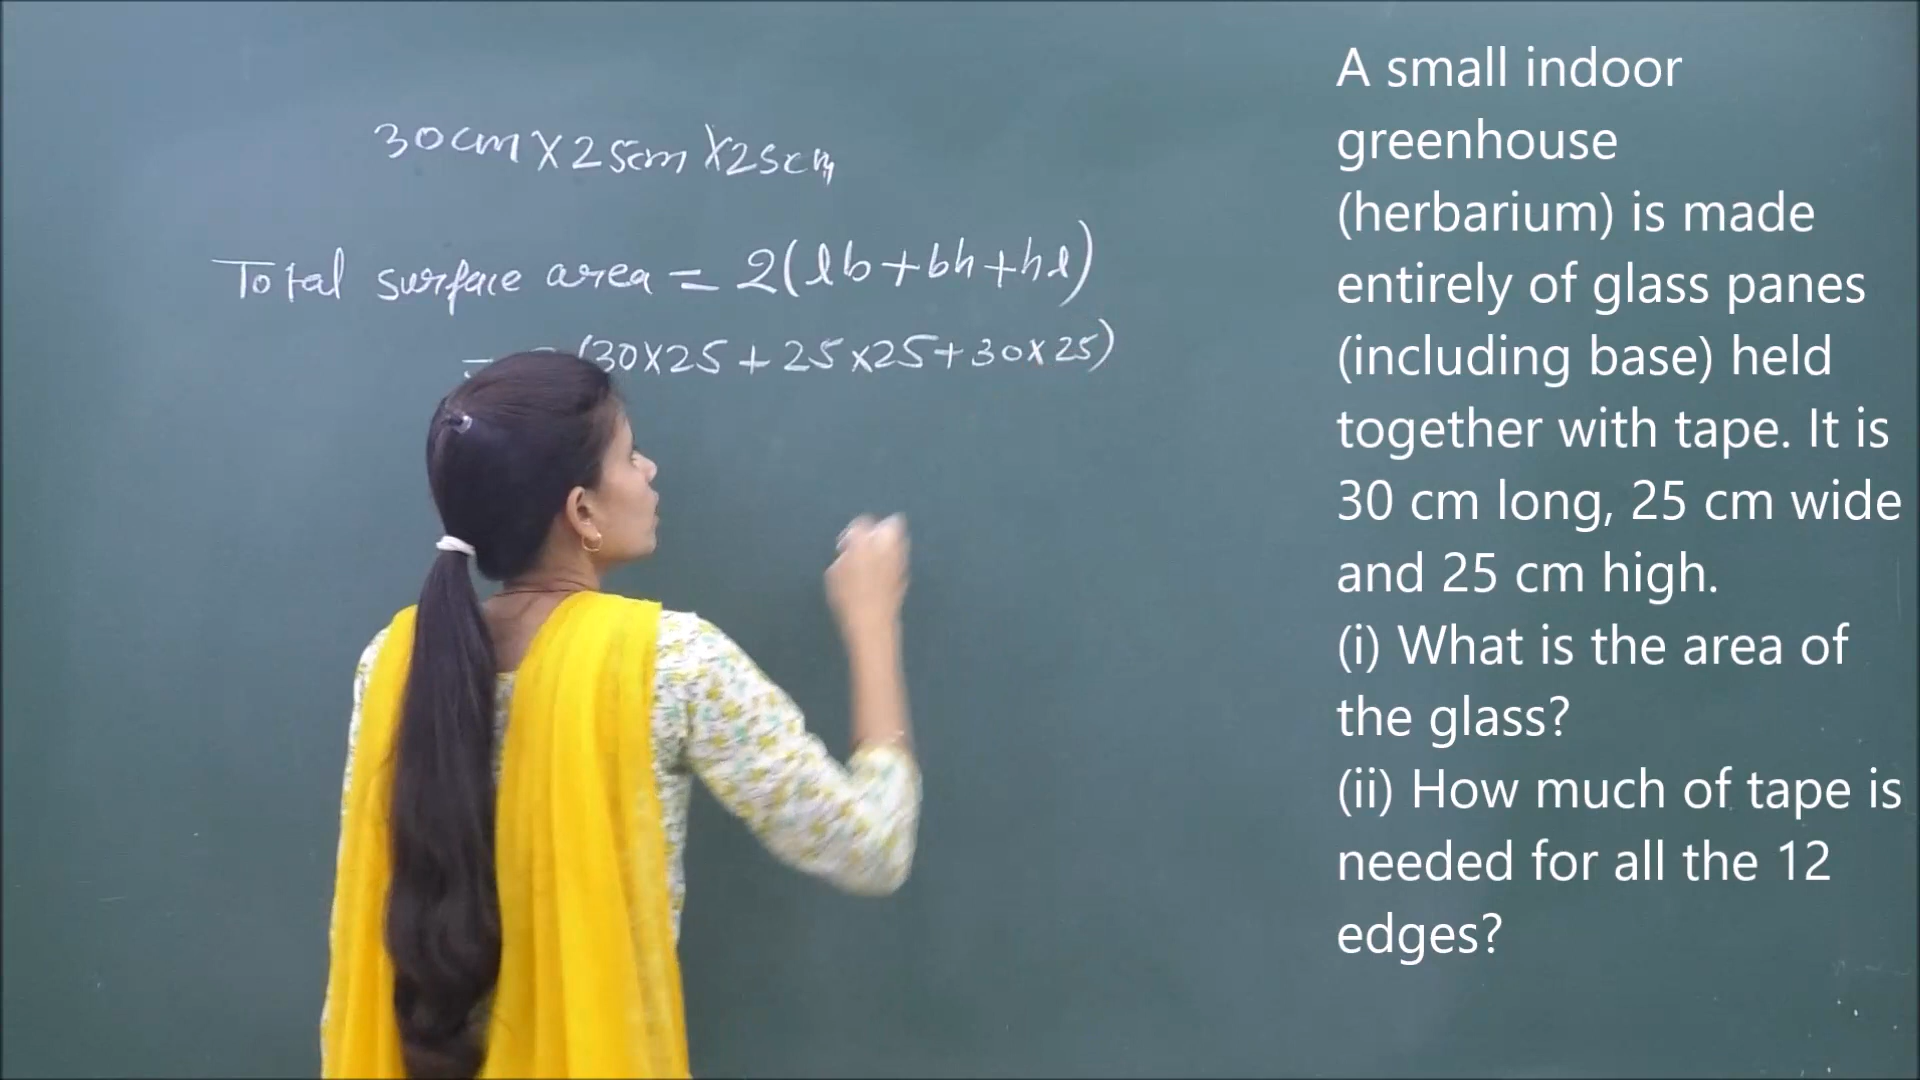 30cm X 25cm X 25cm
Total surface area = 2(lb+bh+hl)
= (30X25 + 25X25+30X25)
A small indoor
greenhouse
(herbarium) is made
entirely of glass panes
(including base) held
together with tape. It is
30 cm long, 25 cm wide
and 25 cm high.
(i) What is the area of
the glass?
(ii) How much of tape is
needed for all the 12
edges?